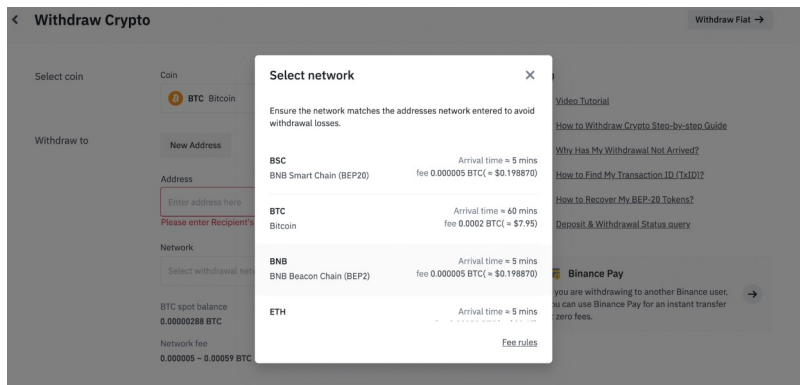 Withdraw Crypto
Withdraw Fiat →
Select coin
Coin
BTC Bitcoin
Withdraw to
New Address
Address
Enter address here
Please enter Recipient's
Network
Select withdrawal
BTC spot balance
0.00000288 BTC
Network fee
0.000005 ~ 0.00059 BTC
Select network
Ensure the network matches the addresses network entered to avoid
withdrawal losses.
BSC Arrival time ≈ 5 mins
BNB Smart Chain (BEP20) fee 0.000005 BTC( ≈ $0.198870)
BTC Arrival time ≈ 60 mins
Bitcoin fee 0.0002 BTC( ≈ $7.95)
BNB Arrival time ≈ 5 mins
BNB Beacon Chain (BEP2) fee 0.000005 BTC( ≈ $0.198870)
ETH Arrival time ≈ 5 mins
Fee rules
Video Tutorial
How to Withdraw Crypto Step-by-step Guide
Why Has My Withdrawal Not Arrived?
How to Find My Transaction ID (TxID)?
How to Recover My BEP-20 Tokens?
Deposit & Withdrawal Status query
Binance Pay
you are withdrawing to another Binance user,
can use Binance Pay for an instant transfer
zero fees.